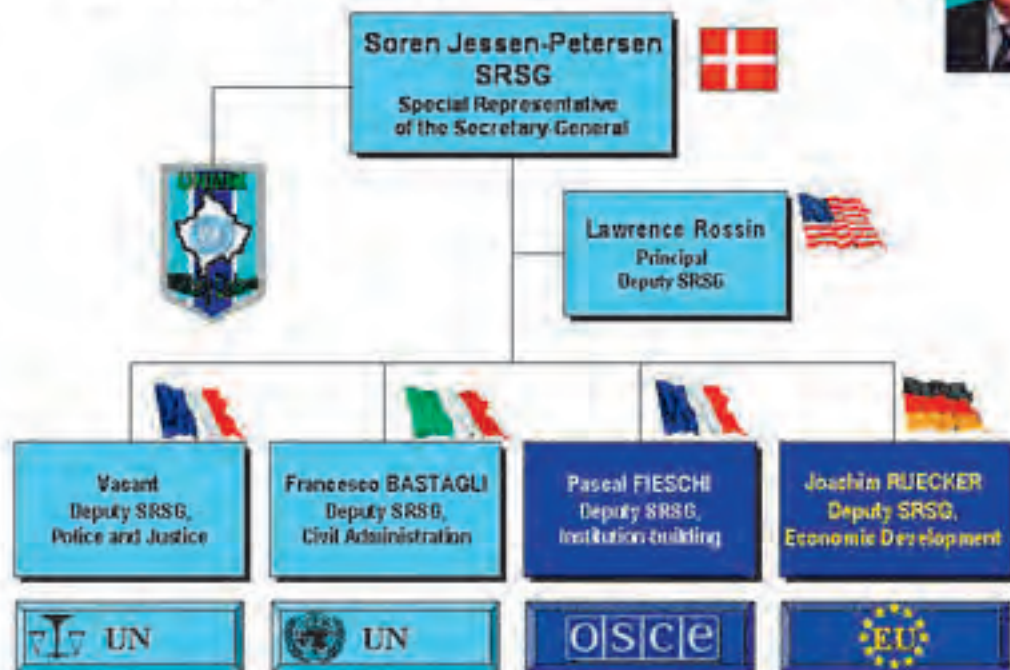 Soren Jessen-Petersen
SRSG
Special Representative
of the Secretary-General
Lawrence Rossin
Principal
Deputy SRSG
Vacant
Deputy SRSG,
Police and Justice
Francesco BASTAGLI
Deputy SRSG,
Civil Administration
Pascal FIESCHI
Deputy SRSG,
Institution-building
Joachim RUECKER
Deputy SRSG,
Economic Development
UN
UN
OSCE
EU